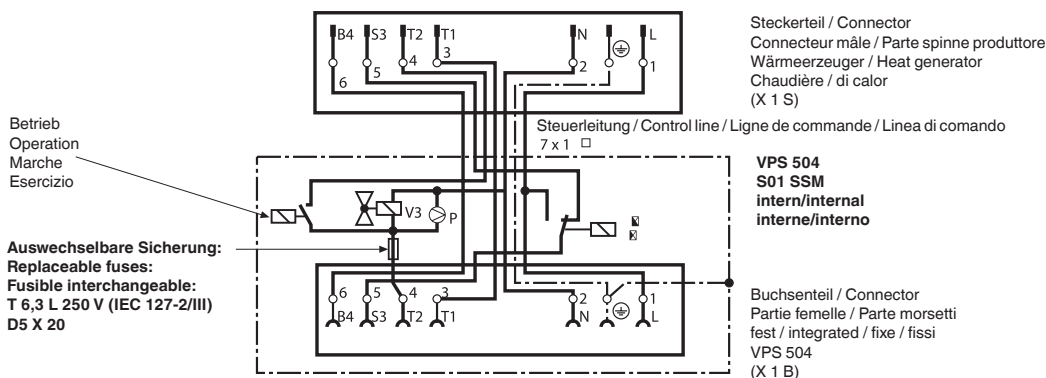 B4 S3 T2 T1 N L
6 5 4 3 2 1
Steckerteil / Connector
Connecteur mâle / Parte spinne produttore
Wärmeerzeuger / Heat generator
Chaudière / di calor
(X 1 S)
Steuerleitung / Control line / Ligne de commande / Linea di comando
7 x 1
Betrieb
Operation
Marche
Esercizio
VPS 504
S01 SSM
intern/internal
interne/interno
V3 P
Auswechselbare Sicherung:
Replaceable fuses:
Fusible interchangeable:
T 6,3 L 250 V (IEC 127-2/III)
D5 X 20
6 5 4 3 2 1
B4 S3 T2 T1 N L
Buchsenteil / Connector
Partie femelle / Parte morsetti
fest / integrated / fixe / fissi
VPS 504
(X 1 B)